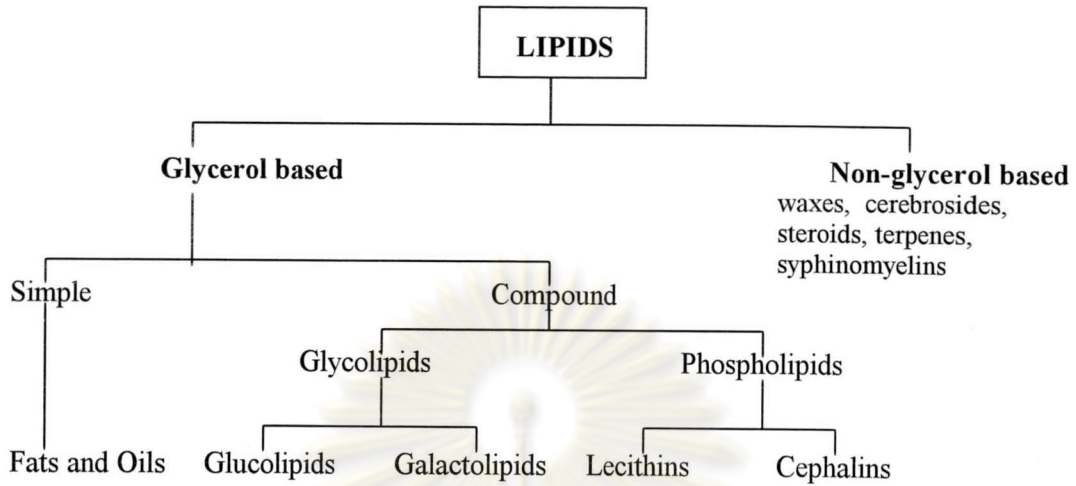 LIPIDS
Glycerol based
Non-glycerol based
waxes, cerebrosides,
steroids, terpenes,
syphinomyelins
Simple
Compound
Glycolipids
Phospholipids
Fats and Oils
Glucolipids
Galactolipids
Lecithins
Cephalins